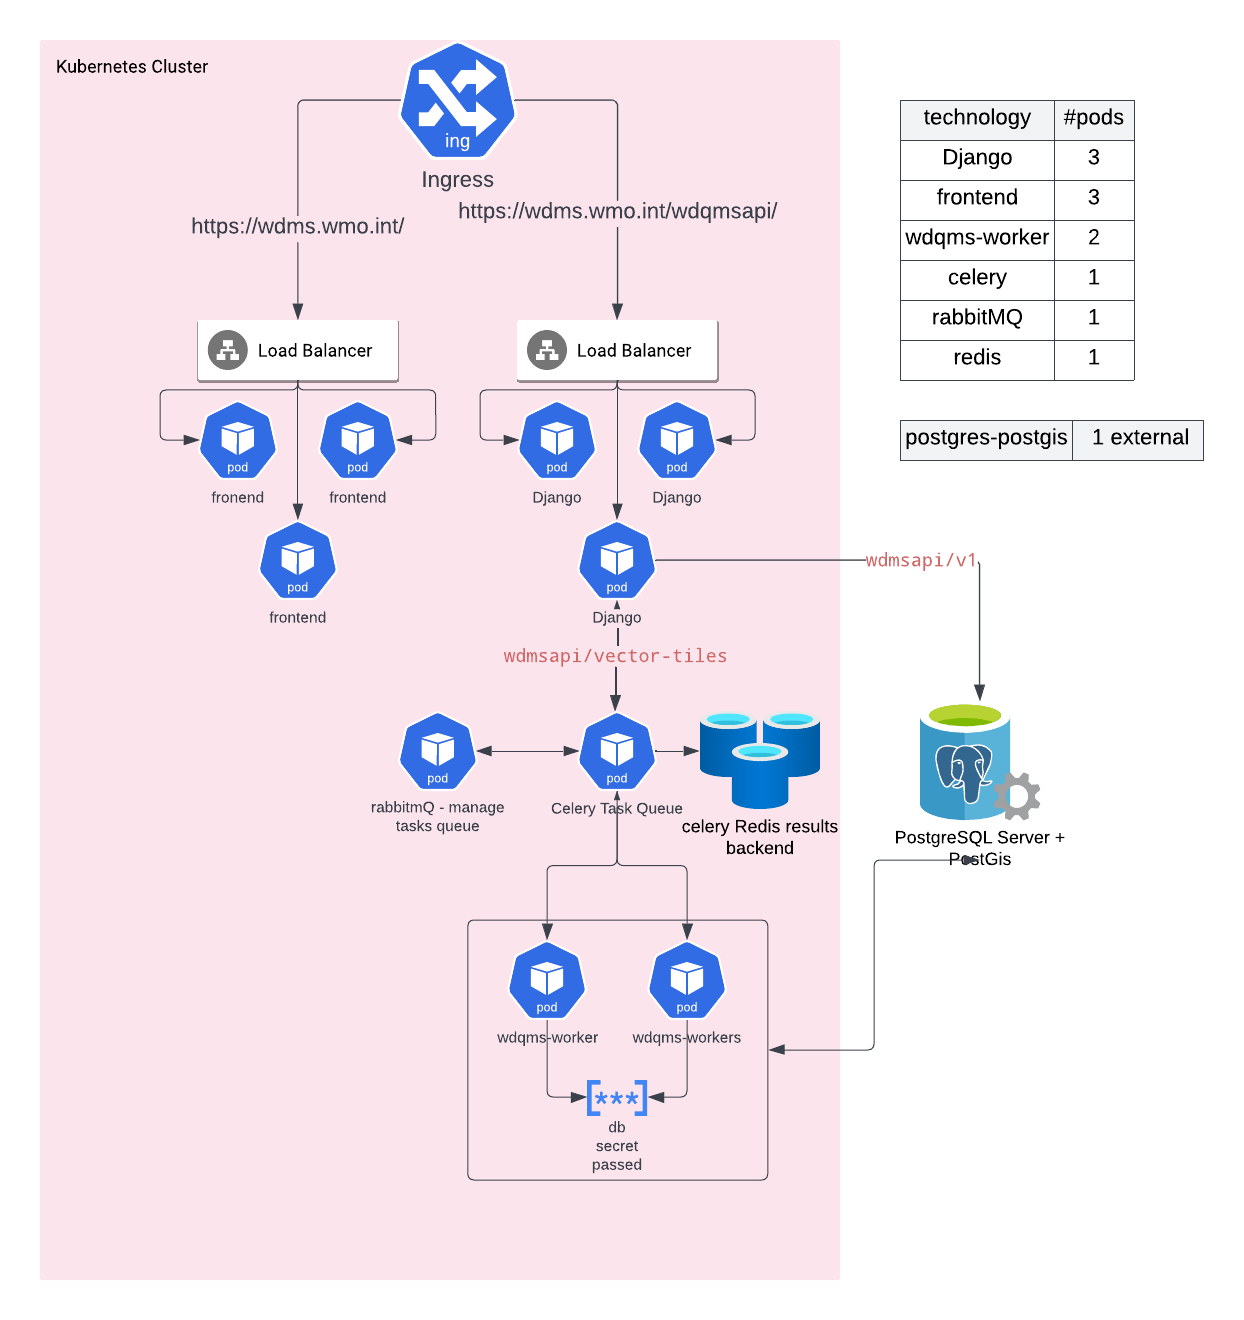 Kubernetes Cluster
ing
Ingress
https://wdms.wmo.int/
https://wdms.wmo.int/wdqmsapi/
Load Balancer
Load Balancer
pod
fronend
pod
frontend
pod
Django
pod
Django
pod
frontend
pod
Django
wdmsapi/v1
wdmsapi/vector-tiles
pod
rabbitmQ - manage
tasks queue
pod
Celery Task Queue
celery Redis results
backend
PostgreSQL Server +
PostGis
pod
wdqms-worker
pod
wdqms-workers
[***]
db
secret
passed
technology #pods
Django 3
frontend 3
wdqms-worker 2
celery 1
rabbitMQ 1
redis 1
postgres-postgis 1 external